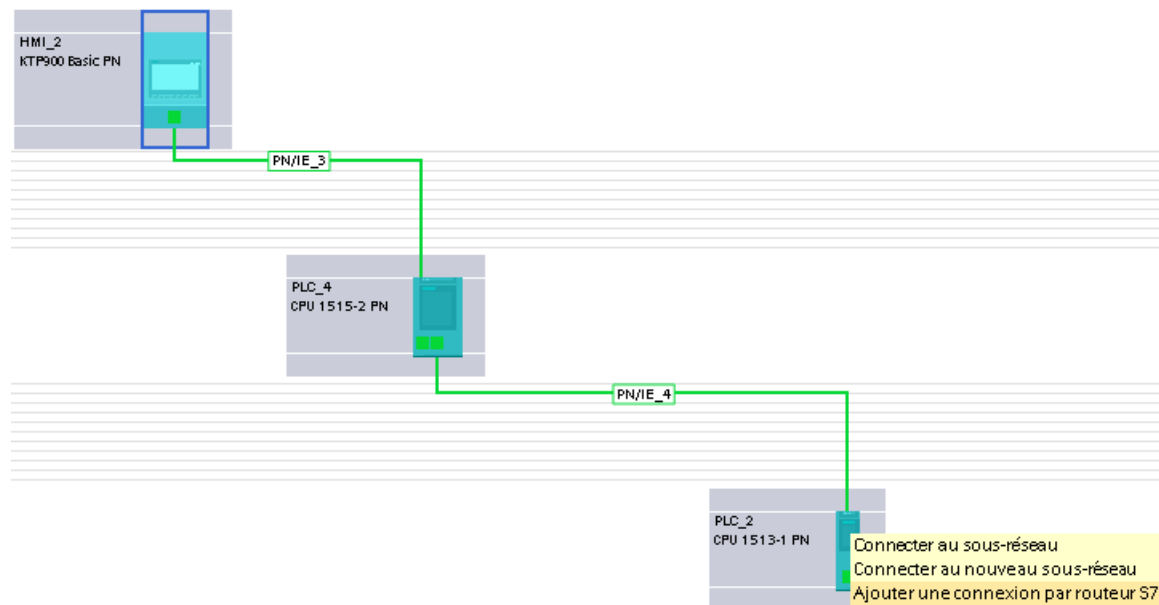 HMI_2
KTP900 Basic PN
PN/IE_3
PLC_4
CPU 1515-2 PN
PN/IE_4
PLC_2
CPU 1513-1 PN
Connecter au sous-réseau
Connecter au nouveau sous-réseau
Ajouter une connexion par routeur S7